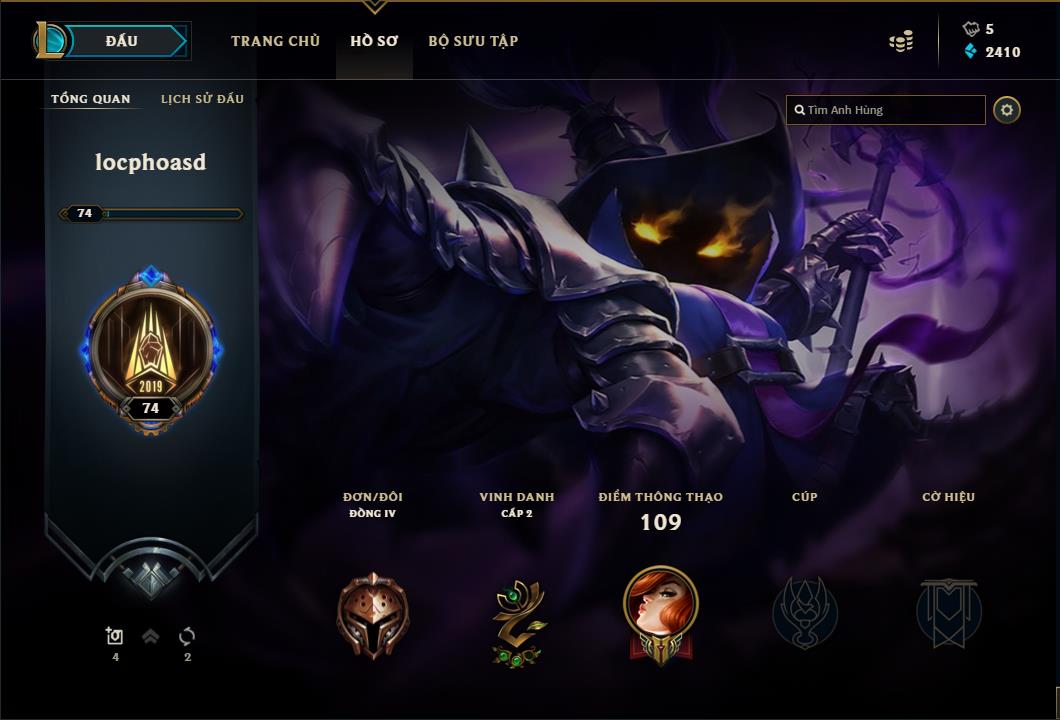 ĐẤU
TRANG CHỦ
HỒ SƠ
BỘ SƯU TẬP
5
2410
TỔNG QUAN
LỊCH SỬ ĐẤU
Tìm Anh Hùng
locphoasd
74
2019
74
ĐƠN/ĐÔI
ĐỒNG IV
VINH DANH
CẤP 2
ĐIỂM THÔNG THẠO
109
CÚP
CỜ HIỆU
4
2